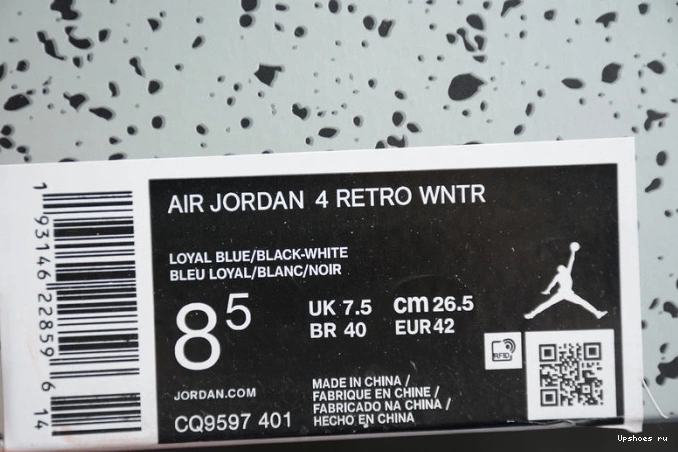 AIR JORDAN 4 RETRO WNTR
LOYAL BLUE/BLACK-WHITE
BLEU LOYAL/BLANC/NOIR
8 5
UK 7.5 cm 26.5
BR 40 EUR 42
RFID
JORDAN.COM
CQ9597 401
MADE IN CHINA /
FABRIQUE EN CHINE /
FABRICADO NA CHINA /
HECHO EN CHINA
1 93146 22859 6 14
Upshoes ru